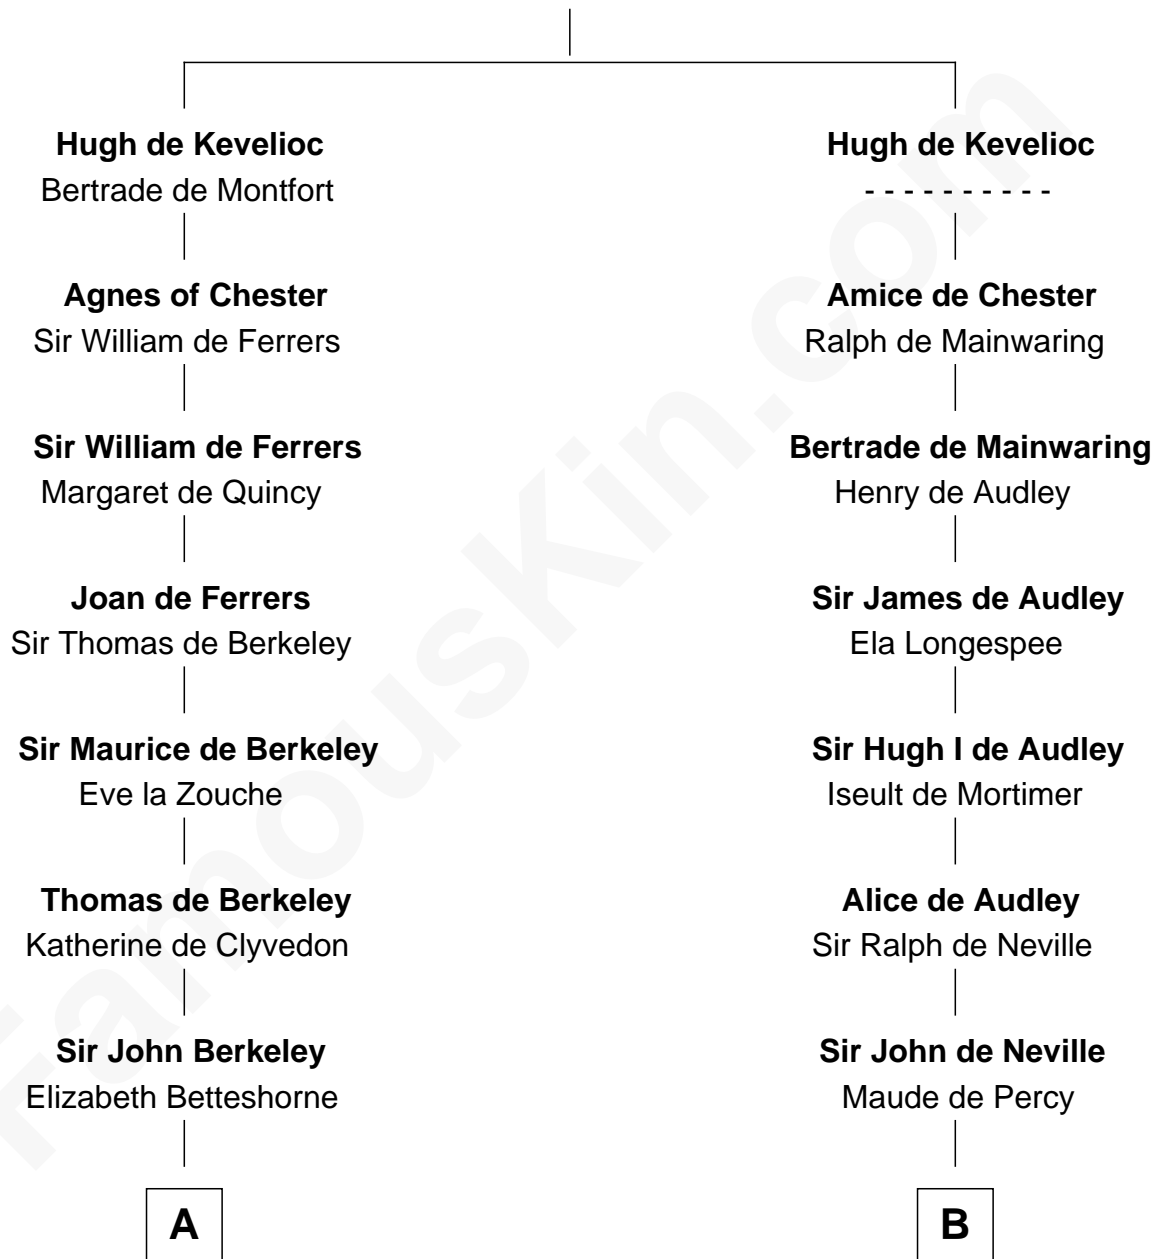 Hugh de Kevelioc
Bertrade de Montfort
Agnes of Chester
Sir William de Ferrers
Sir William de Ferrers
Margaret de Quincy
Joan de Ferrers
Sir Thomas de Berkeley
Sir Maurice de Berkeley
Eve la Zouche
Thomas de Berkeley
Katherine de Clyvedon
Sir John Berkeley
Elizabeth Betteshorne
A
Hugh de Kevelioc
- - - - - - - - - -
Amice de Chester
Ralph de Mainwaring
Bertrade de Mainwaring
Henry de Audley
Sir James de Audley
Ela Longespee
Sir Hugh I de Audley
Iseult de Mortimer
Alice de Audley
Sir Ralph de Neville
Sir John de Neville
Maude de Percy
B
FamousKin.com